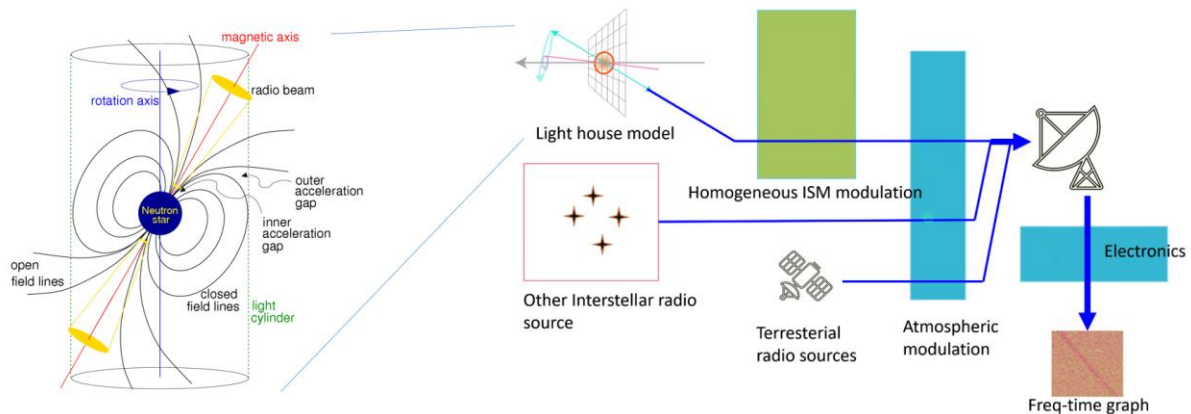 magnetic axis
radio beam
rotation axis
outer
acceleration
gap
Neutron
star
inner
acceleration
gap
open
field lines
closed
field lines
light
cylinder
Light house model
Homogeneous ISM modulation
Other Interstellar radio
source
Terresterial
radio sources
Atmospheric
modulation
Electronics
Freq-time graph